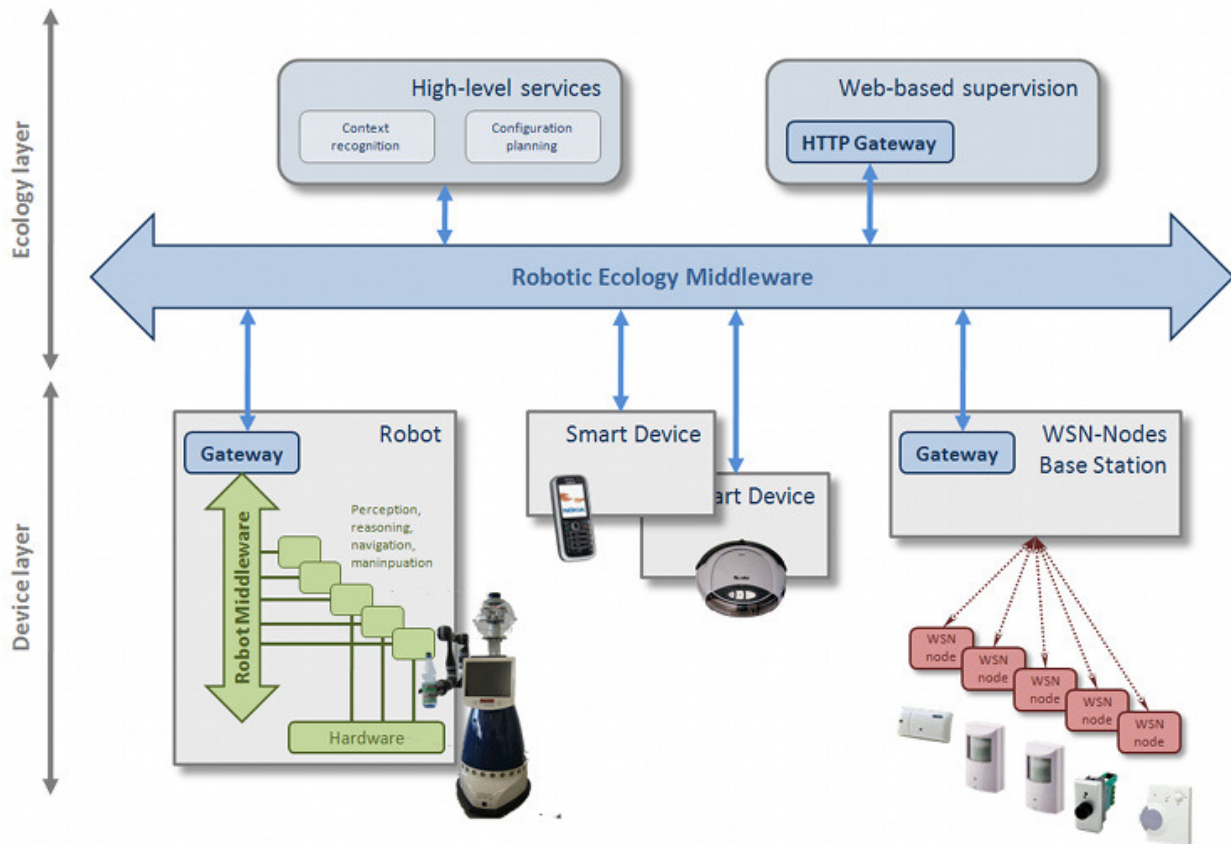 Ecology layer
High-level services
Context
recognition
Configuration
planning
Web-based supervision
HTTP Gateway
Robotic Ecology Middleware
Device layer
Robot
Gateway
Robot Middleware
Perception,
reasoning,
navigation,
maninpuation
Hardware
Smart Device
NOKIA
art Device
WSN-Nodes
Base Station
Gateway
WSN
node
WSN
node
WSN
node
WSN
node
WSN
node